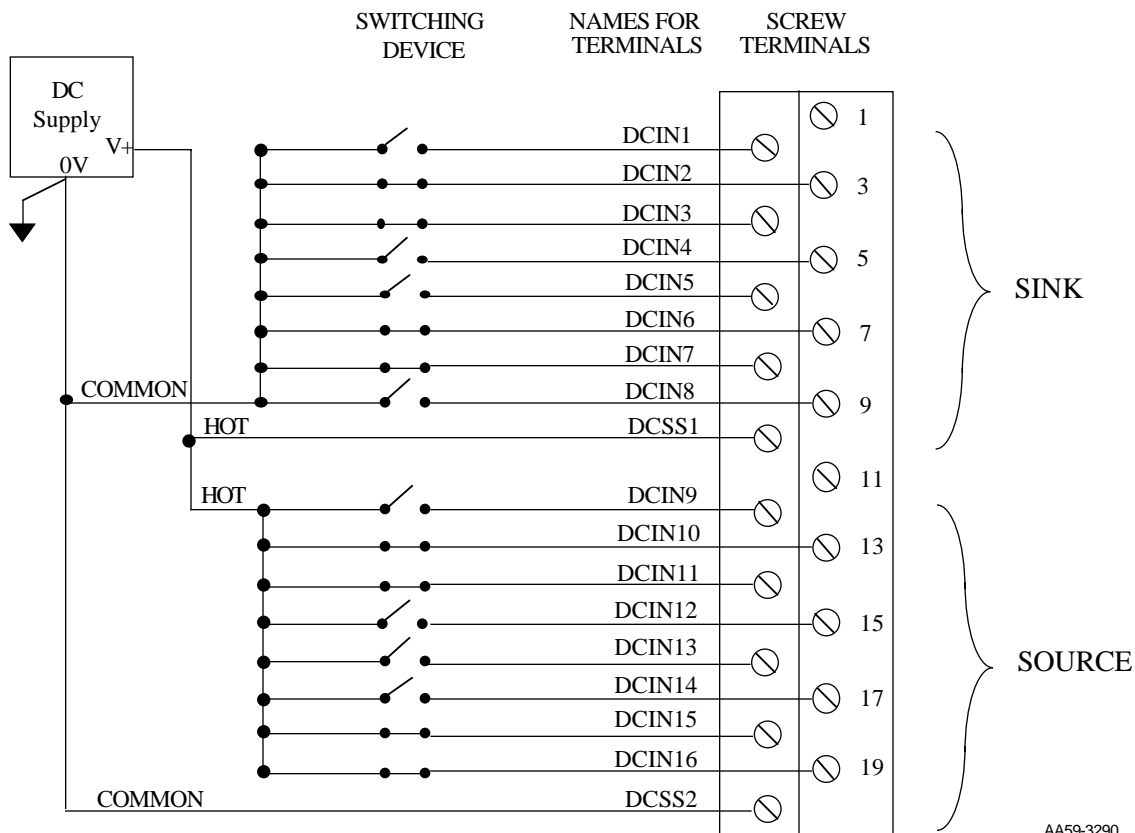 SWITCHING
DEVICE
NAMES FOR
TERMINALS
SCREW
TERMINALS
DC
Supply
V+
0V
1
DCIN1
DCIN2
3
DCIN3
DCIN4
5
DCIN5
SINK
DCIN6
7
DCIN7
COMMON
DCIN8
9
HOT
DCSS1
11
HOT
DCIN9
DCIN10
13
DCIN11
DCIN12
15
DCIN13
SOURCE
DCIN14
17
DCIN15
DCIN16
19
COMMON
DCSS2
AA59-3290